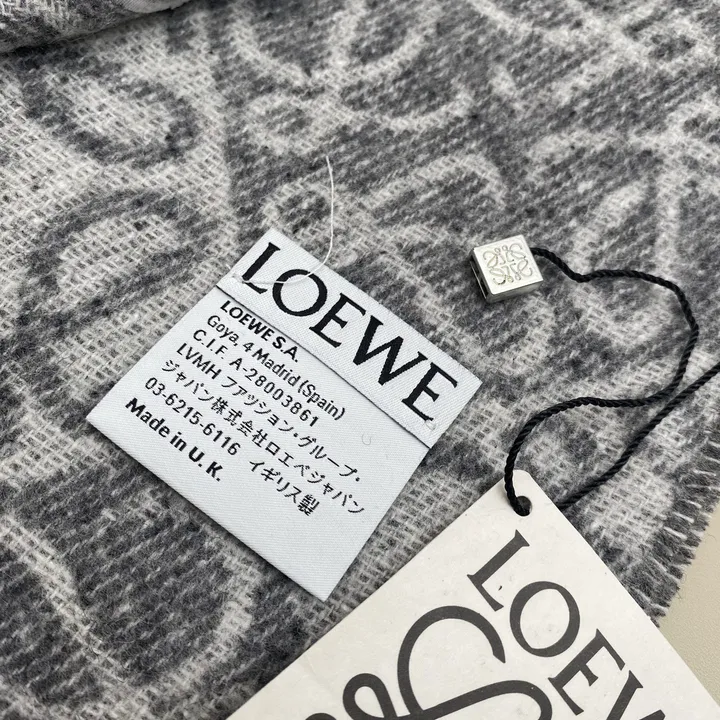 LOEWE
LOEWE S.A.
Goya, 4 Madrid (Spain)
C.I.F. A-28003861
LVMH ファッション・グループ・
ジャパン株式会社ロエベジャパン
03-6215-6116 イギリス製
Made in U.K.
LOEWE